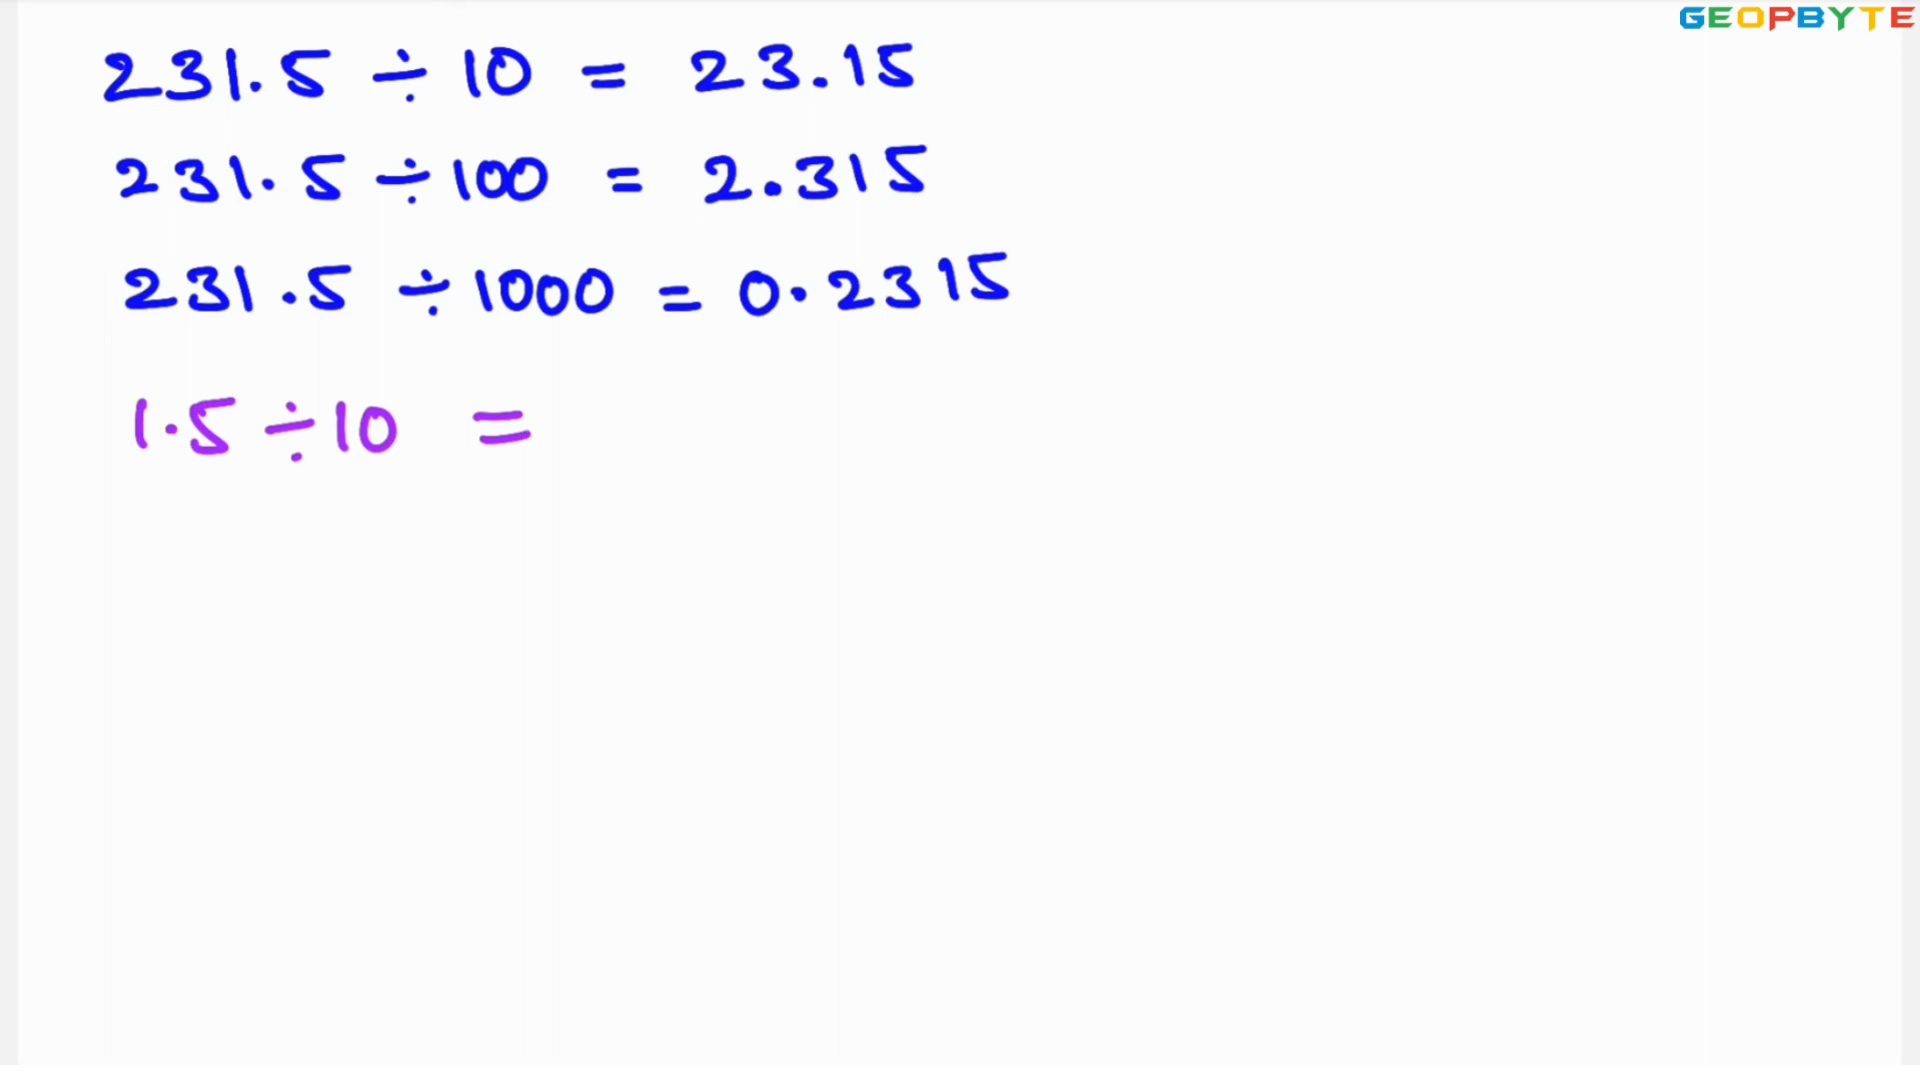 GEOPBYTE
231.5 ÷ 10 = 23.15
231.5 ÷ 100 = 2.315
231.5 ÷ 1000 = 0.2315
1.5 ÷ 10 =